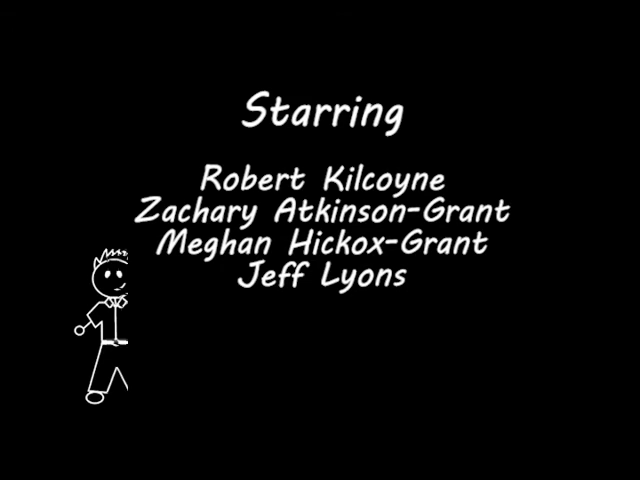 Starring
Robert Kilcoyne
Zachary Atkinson-Grant
Meghan Hickox-Grant
Jeff Lyons